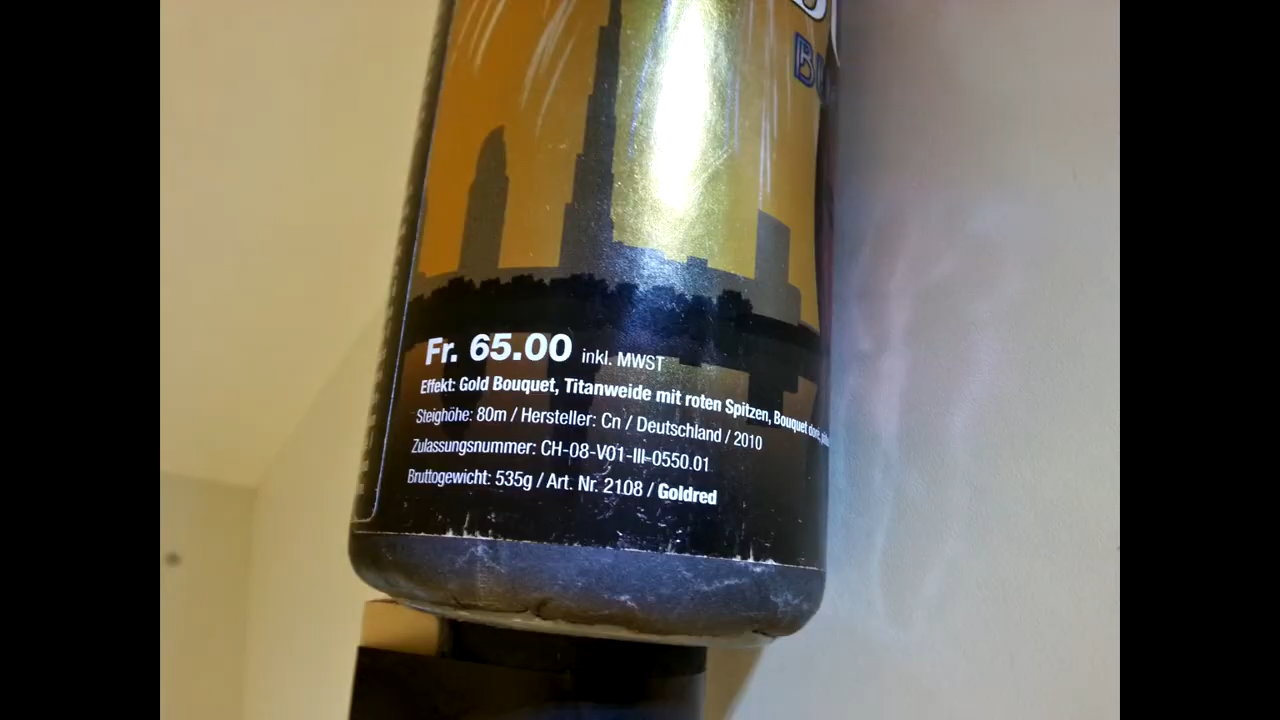 Fr. 65.00 inkl. MWST
Effekt: Gold Bouquet, Titanweide mit roten Spitzen, Bouquet
Steighöhe: 80m / Hersteller: Cn / Deutschland / 2010
Zulassungsnummer: CH-08-V01-III-0550.01
Bruttogewicht: 535g / Art. Nr. 2108 / Goldred